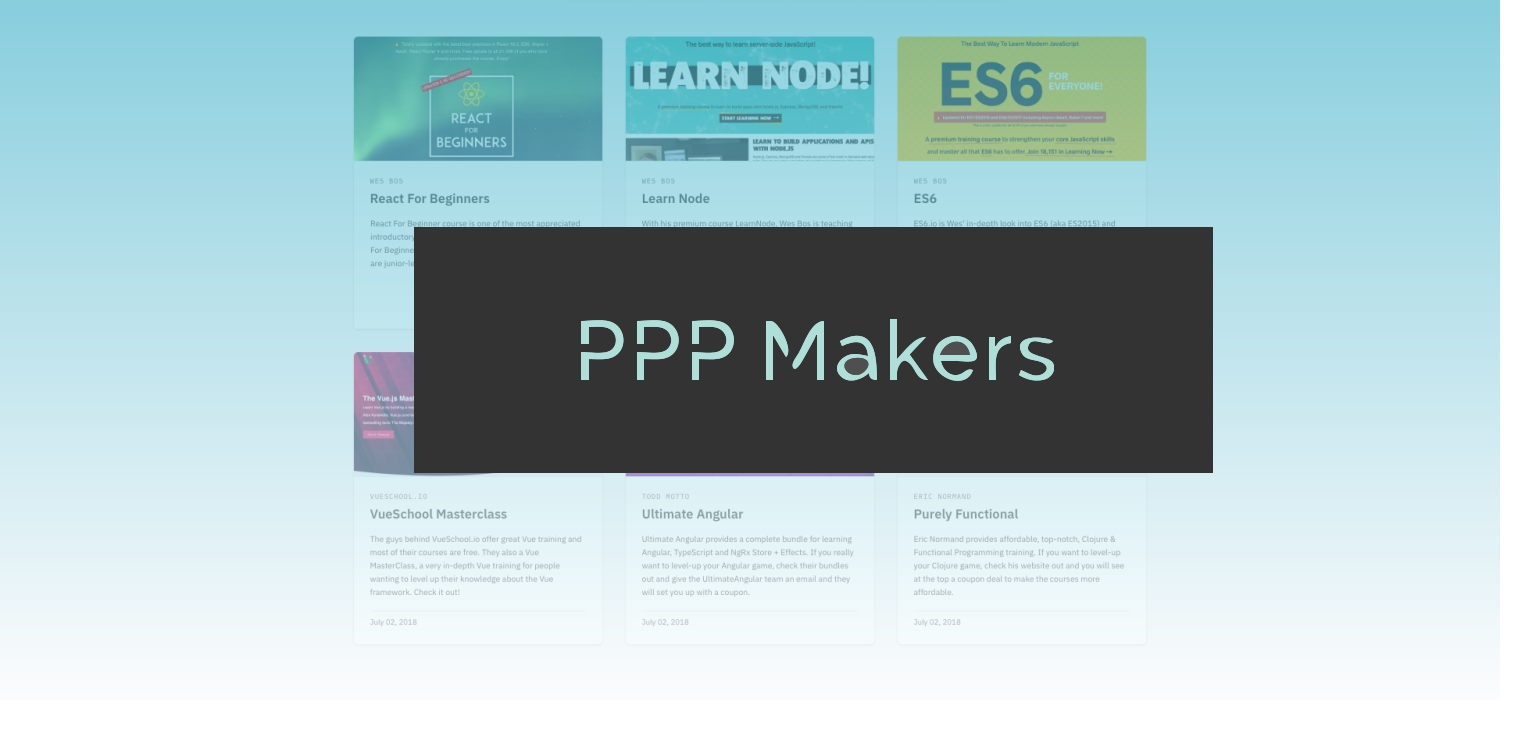 The best way to learn server-side JavaScript!
The Best Way To Learn Modern JavaScript
LEARN NODE!
ES6 FOR EVERYONE!
REACT
FOR
BEGINNERS
START LEARNING NOW →
A premium training course to strengthen your core JavaScript skills
and master all that ES6 has to offer. Join 18,151 in Learning Now →
LEARN TO BUILD APPLICATIONS AND APIS
WITH NODE.JS
WES BOS
React For Beginners
React For Beginner course is one of the most appreciated
introductory
For Beginne
are junior-le
WES BOS
Learn Node
With his premium course LearnNode, Wes Bos is teaching
WES BOS
ES6
ES6.io is Wes' in-depth look into ES6 (aka ES2015) and
PPP Makers
The Vue.js Mast
VUESCHOOL.IO
VueSchool Masterclass
The guys behind VueSchool.io offer great Vue training and
most of their courses are free. They also a Vue
MasterClass, a very in-depth Vue training for people
wanting to level up their knowledge about the Vue
framework. Check it out!
July 02, 2018
TODD MOTTO
Ultimate Angular
Ultimate Angular provides a complete bundle for learning
Angular, TypeScript and NgRx Store + Effects. If you really
want to level-up your Angular game, check their bundles
out and give the UltimateAngular team an email and they
will set you up with a coupon.
July 02, 2018
ERIC NORMAND
Purely Functional
Eric Normand provides affordable, top-notch, Clojure &
Functional Programming training. If you want to level-up
your Clojure game, check his website out and you will see
at the top a coupon deal to make the courses more
affordable.
July 02, 2018